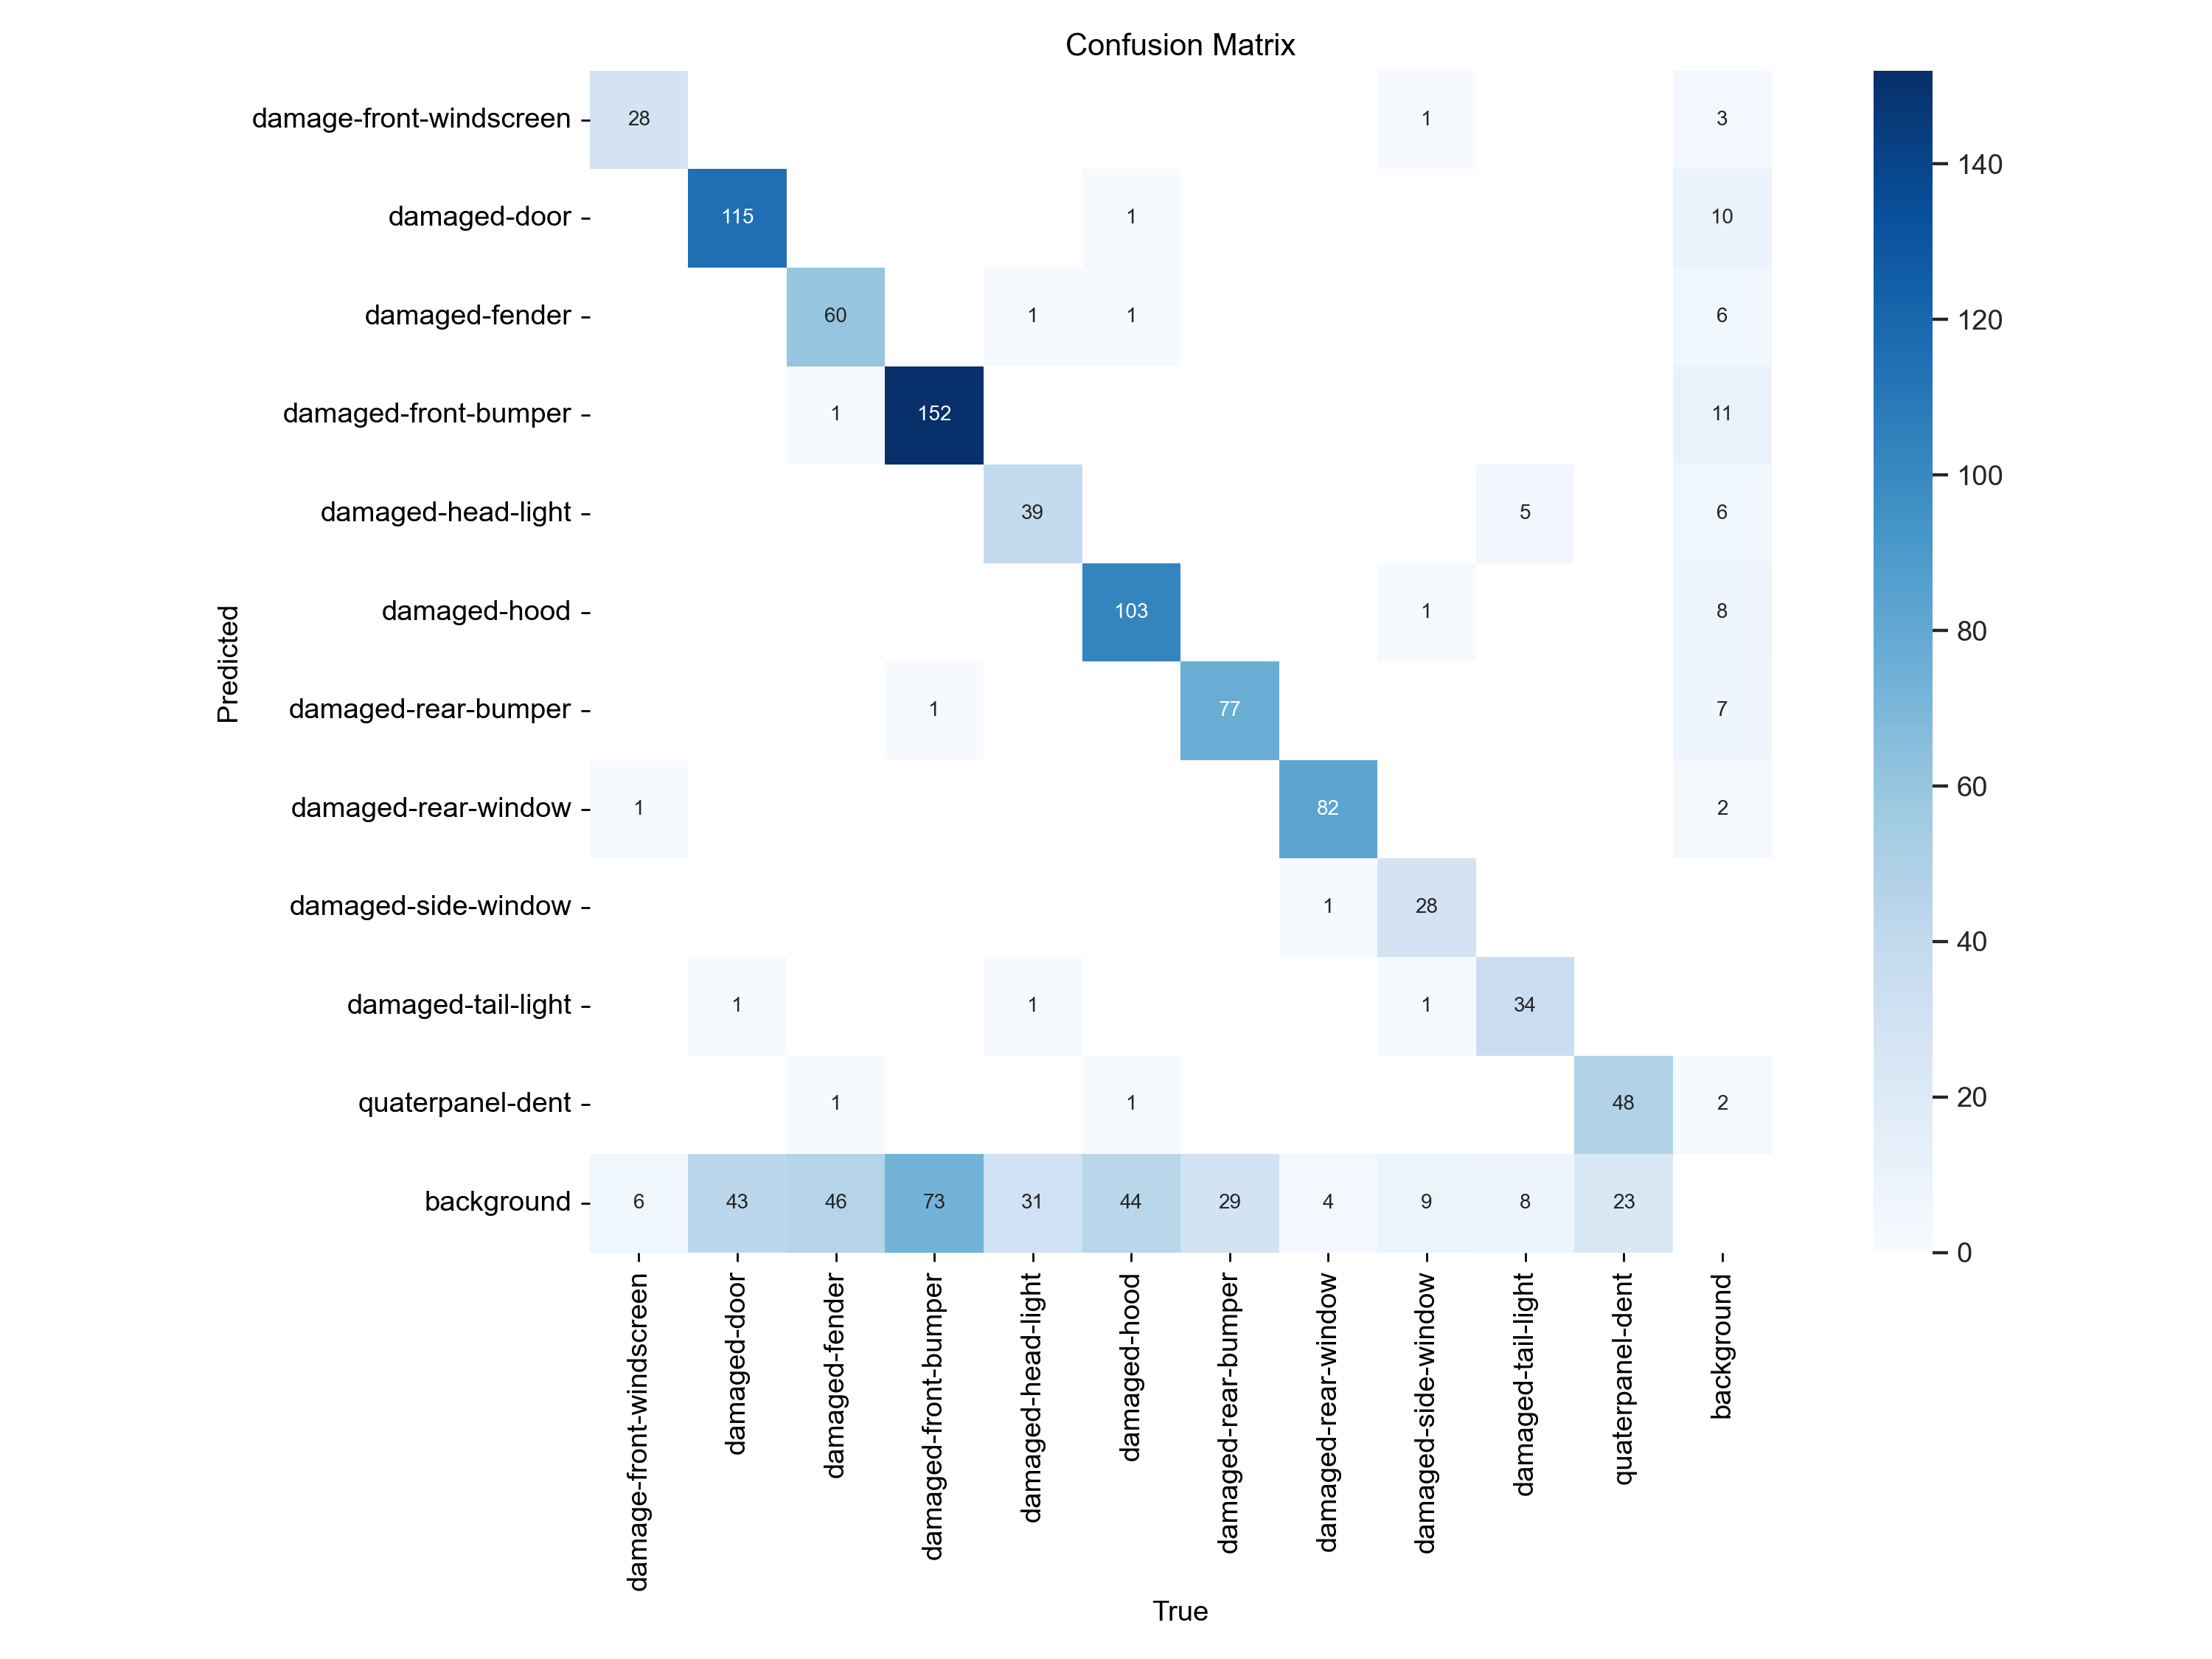 Confusion Matrix
damage-front-windscreen 28 1 3
damaged-door 115 1 10
damaged-fender 60 1 1 6
damaged-front-bumper 1 152 11
damaged-head-light 39 5 6
damaged-hood 103 1 8
damaged-rear-bumper 1 77 7
damaged-rear-window 1 82 2
damaged-side-window 1 28
damaged-tail-light 1 1 1 34
quaterpanel-dent 1 1 48 2
background 6 43 46 73 31 44 29 4 9 8 23
Predicted
damage-front-windscreen
damaged-door
damaged-fender
damaged-front-bumper
damaged-head-light
damaged-hood
damaged-rear-bumper
damaged-rear-window
damaged-side-window
damaged-tail-light
quaterpanel-dent
background
True
140
120
100
80
60
40
20
0